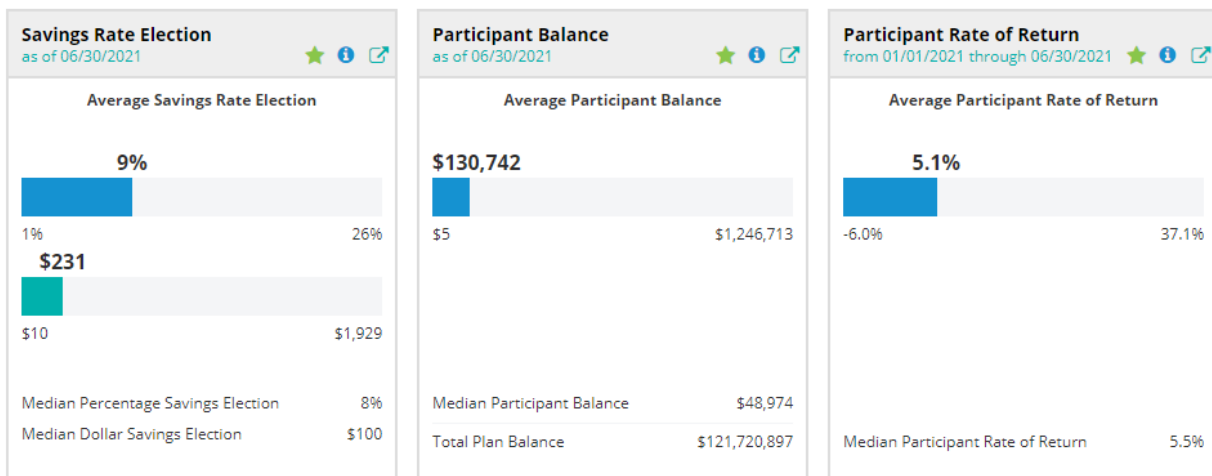 Savings Rate Election
as of 06/30/2021
Average Savings Rate Election
9%
1% 26%
$231
$10 $1,929
Median Percentage Savings Election 8%
Median Dollar Savings Election $100
Participant Balance
as of 06/30/2021
Average Participant Balance
$130,742
$5 $1,246,713
Median Participant Balance $48,974
Total Plan Balance $121,720,897
Participant Rate of Return
from 01/01/2021 through 06/30/2021
Average Participant Rate of Return
5.1%
-6.0% 37.1%
Median Participant Rate of Return 5.5%